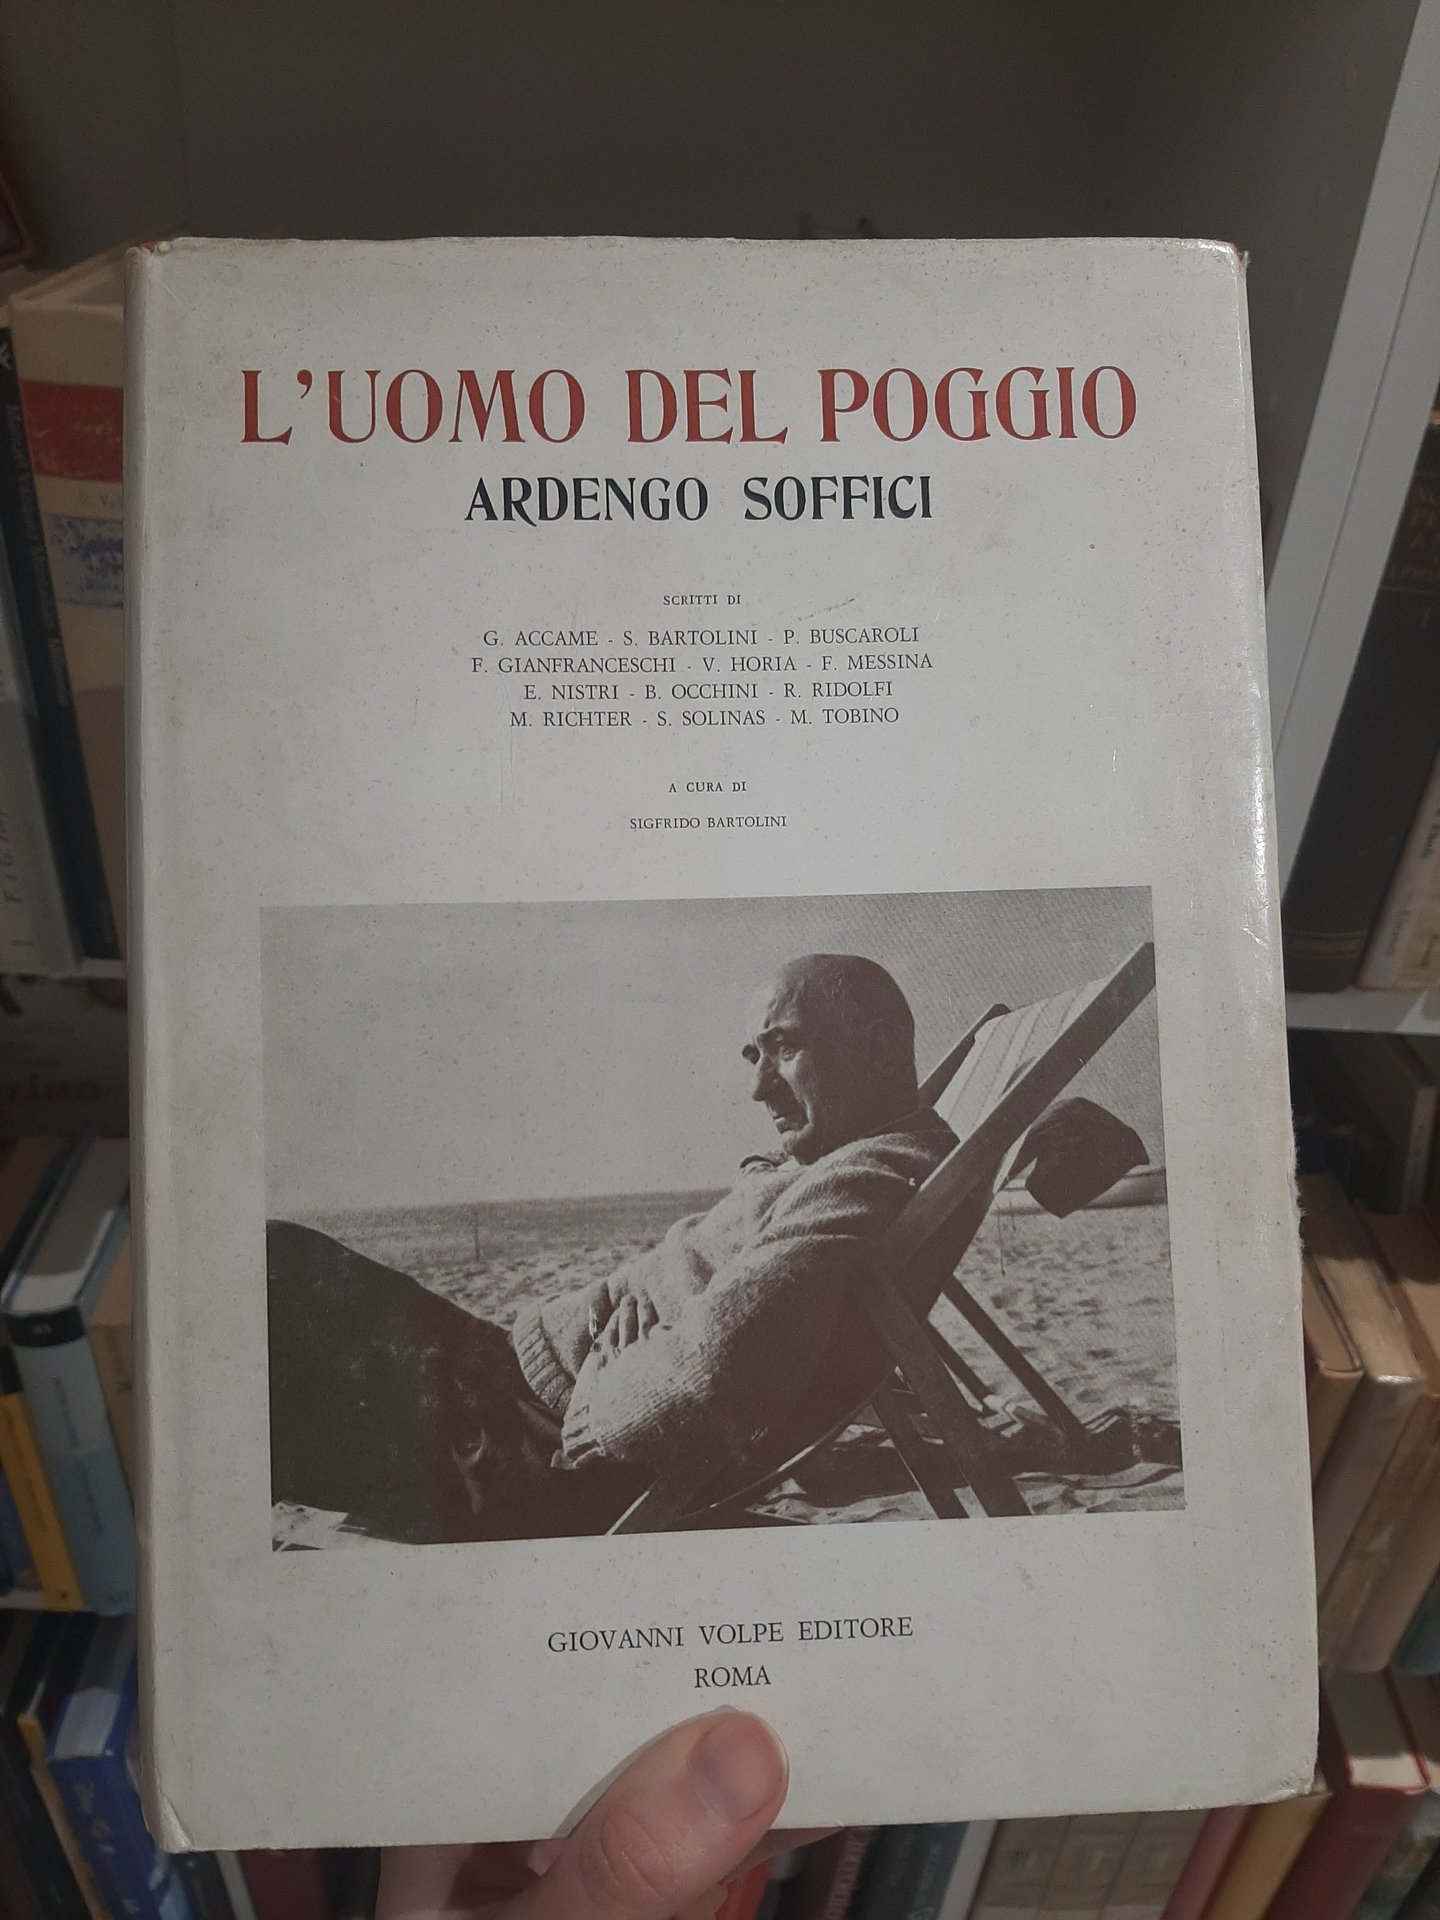 L'UOMO DEL POGGIO
ARDENGO SOFFICI
SCRITTI DI
G. ACCAME - S. BARTOLINI - P. BUSCAROLI
F. GIANFRANCESCHI - V. HORIA - F. MESSINA
E. NISTRI - B. OCCHINI - R. RIDOLFI
M. RICHTER - S. SOLINAS - M. TOBINO
A CURA DI
SIGFRIDO BARTOLINI
GIOVANNI VOLPE EDITORE
ROMA